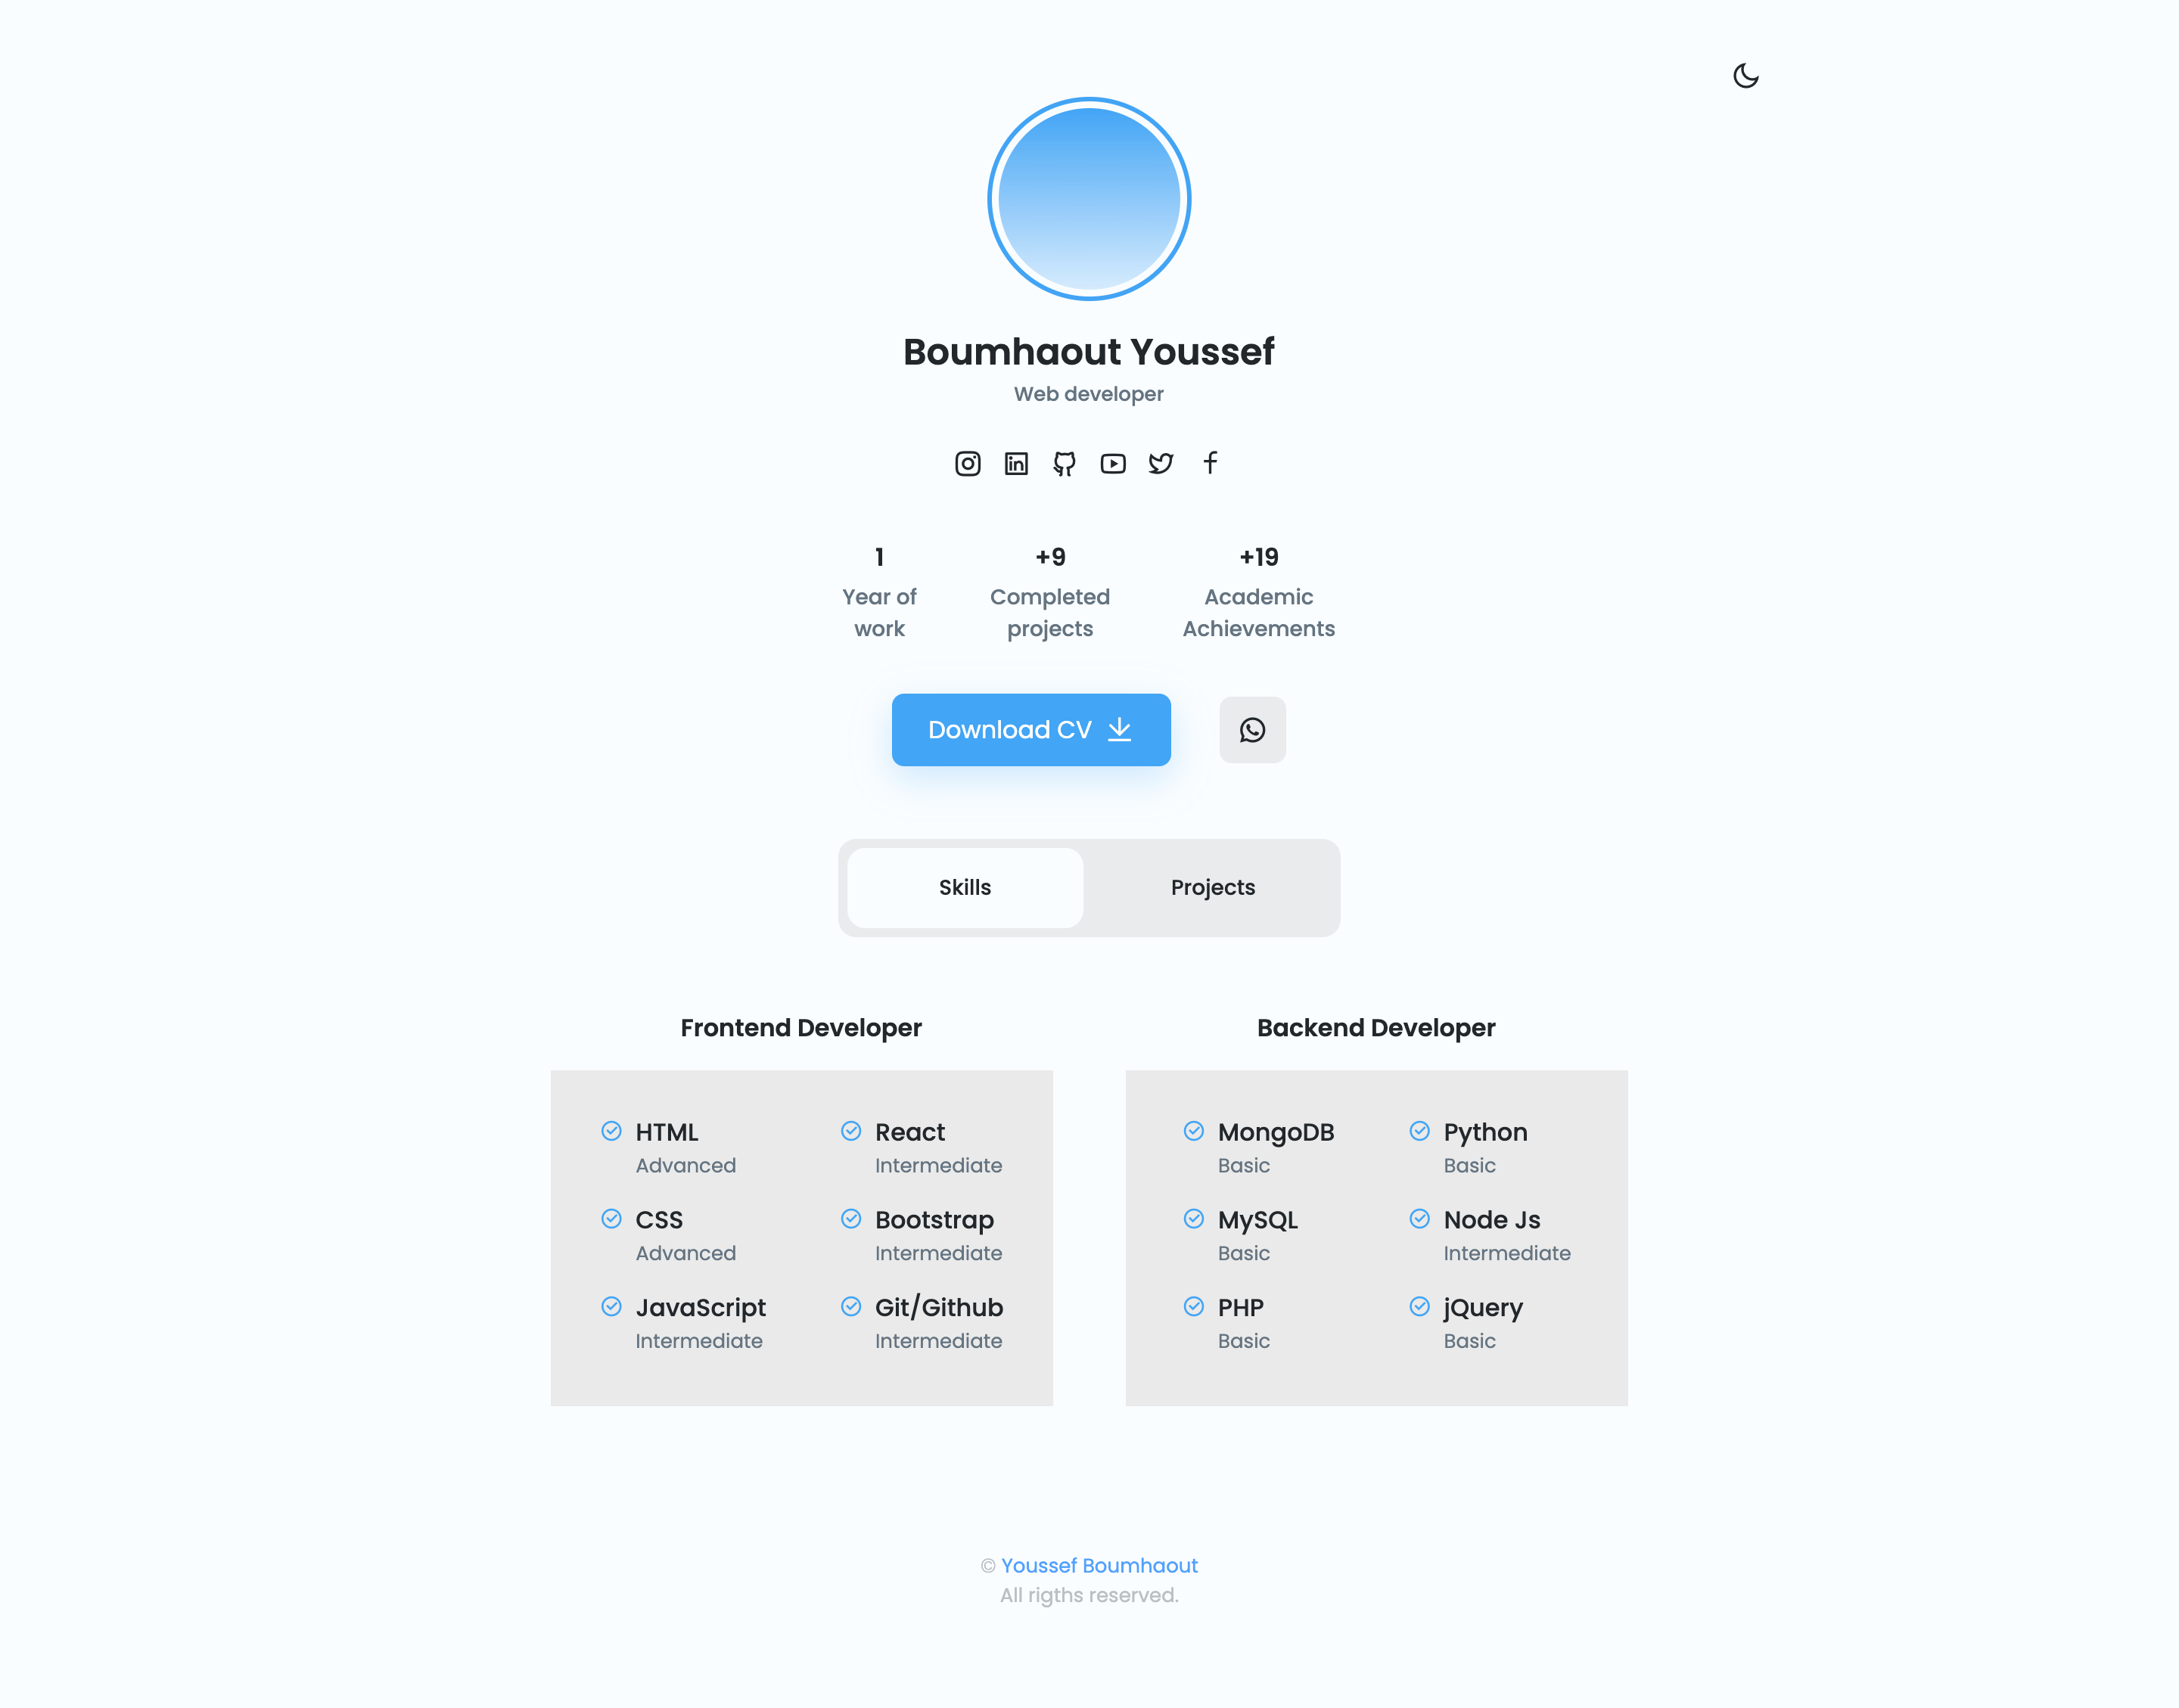 Boumhaout Youssef
Web developer
1
Year of
work
+9
Completed
projects
+19
Academic
Achievements
Download CV
Skills
Projects
Frontend Developer
HTML
Advanced
CSS
Advanced
JavaScript
Intermediate
React
Intermediate
Bootstrap
Intermediate
Git/Github
Intermediate
Backend Developer
MongoDB
Basic
MySQL
Basic
PHP
Basic
Python
Basic
Node Js
Intermediate
jQuery
Basic
© Youssef Boumhaout
All rigths reserved.